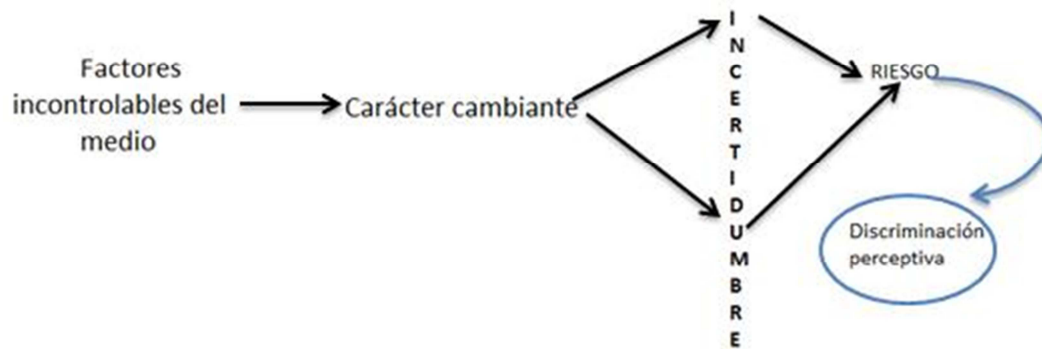 Factores
incontrolables del
medio
Carácter cambiante
I
N
C
E
R
T
I
D
U
M
B
R
E
RIESGO
Discriminación
perceptiva